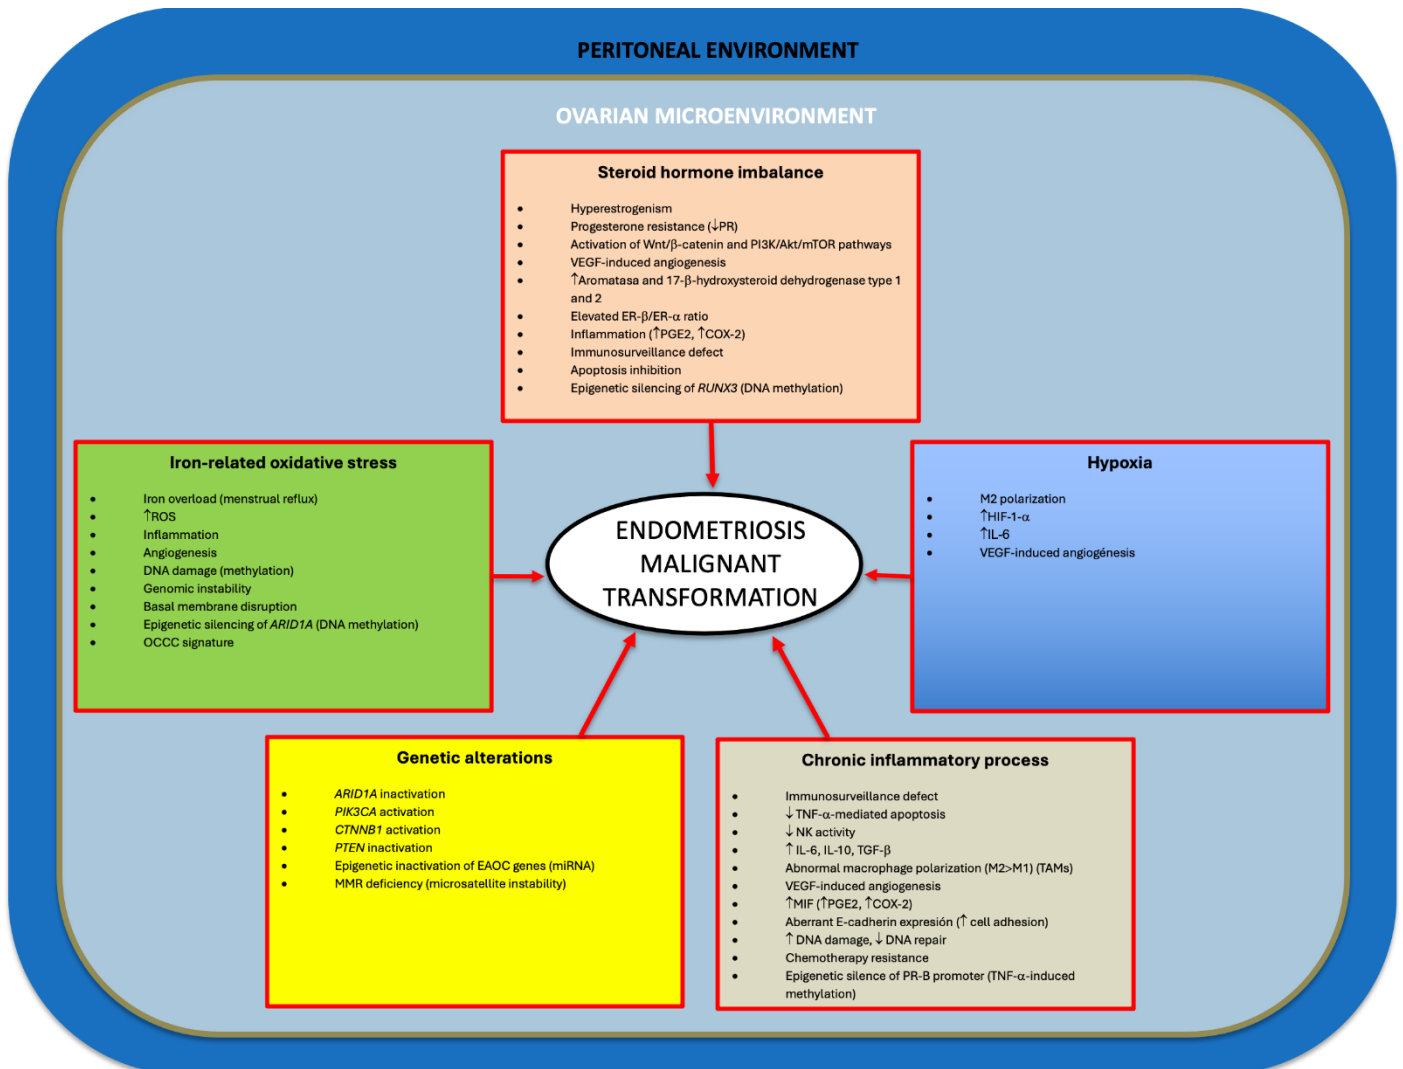 PERITONEAL ENVIRONMENT
OVARIAN MICROENVIRONMENT
Steroid hormone imbalance
• Hyperestrogenism
• Progesterone resistance (↓PR)
• Activation of Wnt/β-catenin and PI3K/Akt/mTOR pathways
• VEGF-induced angiogenesis
• ↑Aromatasa and 17-β-hydroxysteroid dehydrogenase type 1
and 2
• Elevated ER-β/ER-α ratio
• Inflammation (↑PGE2, ↑COX-2)
• Immunosurveillance defect
• Apoptosis inhibition
• Epigenetic silencing of RUNX3 (DNA methylation)
Iron-related oxidative stress
• Iron overload (menstrual reflux)
• ↑ROS
• Inflammation
• Angiogenesis
• DNA damage (methylation)
• Genomic instability
• Basal membrane disruption
• Epigenetic silencing of ARID1A (DNA methylation)
• OCCC signature
Hypoxia
• M2 polarization
• ↑HIF-1-α
• ↑IL-6
• VEGF-induced angiogénesis
ENDOMETRIOSIS
MALIGNANT
TRANSFORMATION
Genetic alterations
• ARID1A inactivation
• PIK3CA activation
• CTNNB1 activation
• PTEN inactivation
• Epigenetic inactivation of EAOC genes (miRNA)
• MMR deficiency (microsatellite instability)
Chronic inflammatory process
• Immunosurveillance defect
• ↓TNF-α-mediated apoptosis
• ↓NK activity
• ↑ IL-6, IL-10, TGF-β
• Abnormal macrophage polarization (M2>M1) (TAMs)
• VEGF-induced angiogenesis
• ↑MIF (↑PGE2, ↑COX-2)
• Aberrant E-cadherin expresión (↑ cell adhesion)
• ↑ DNA damage, ↓DNA repair
• Chemotherapy resistance
• Epigenetic silence of PR-B promoter (TNF-α-induced
methylation)